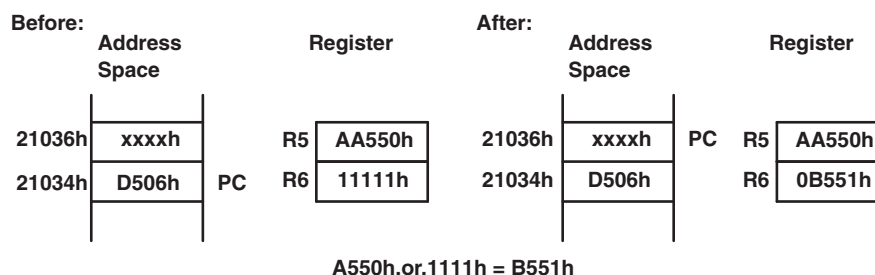 Before:
Address Space
Register
21036h xxxxh
21034h D506h PC
R5 AA550h
R6 11111h
After:
Address Space
Register
21036h xxxxh PC
21034h D506h
R5 AA550h
R6 0B551h
A550h.or.1111h = B551h